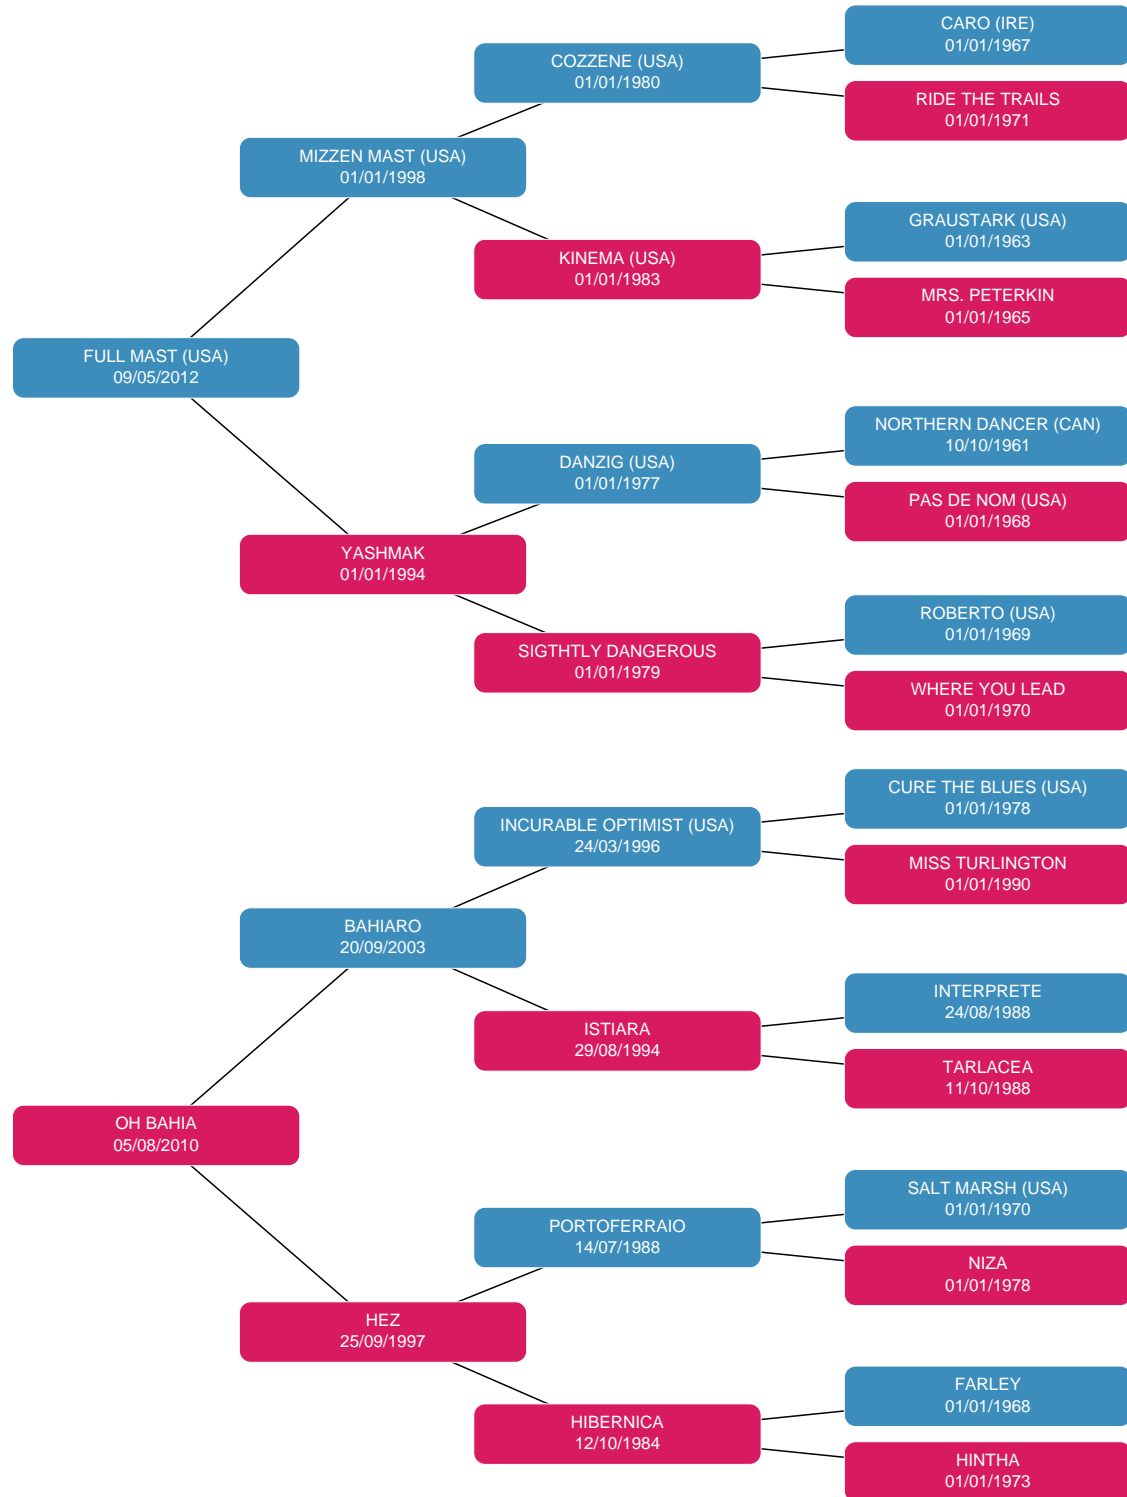 CARO (IRE)
01/01/1967
COZZENE (USA)
01/01/1980
RIDE THE TRAILS
01/01/1971
MIZZEN MAST (USA)
01/01/1998
GRAUSTARK (USA)
01/01/1963
KINEMA (USA)
01/01/1983
MRS. PETERKIN
01/01/1965
FULL MAST (USA)
09/05/2012
NORTHERN DANCER (CAN)
10/10/1961
DANZIG (USA)
01/01/1977
PAS DE NOM (USA)
01/01/1968
YASHMAK
01/01/1994
ROBERTO (USA)
01/01/1969
SIGTHTLY DANGEROUS
01/01/1979
WHERE YOU LEAD
01/01/1970
CURE THE BLUES (USA)
01/01/1978
INCURABLE OPTIMIST (USA)
24/03/1996
MISS TURLINGTON
01/01/1990
BAHIARO
20/09/2003
INTERPRETE
24/08/1988
ISTIARA
29/08/1994
TARLACEA
11/10/1988
OH BAHIA
05/08/2010
SALT MARSH (USA)
01/01/1970
PORTOFERRAIO
14/07/1988
NIZA
01/01/1978
HEZ
25/09/1997
FARLEY
01/01/1968
HIBERNICA
12/10/1984
HINTHA
01/01/1973